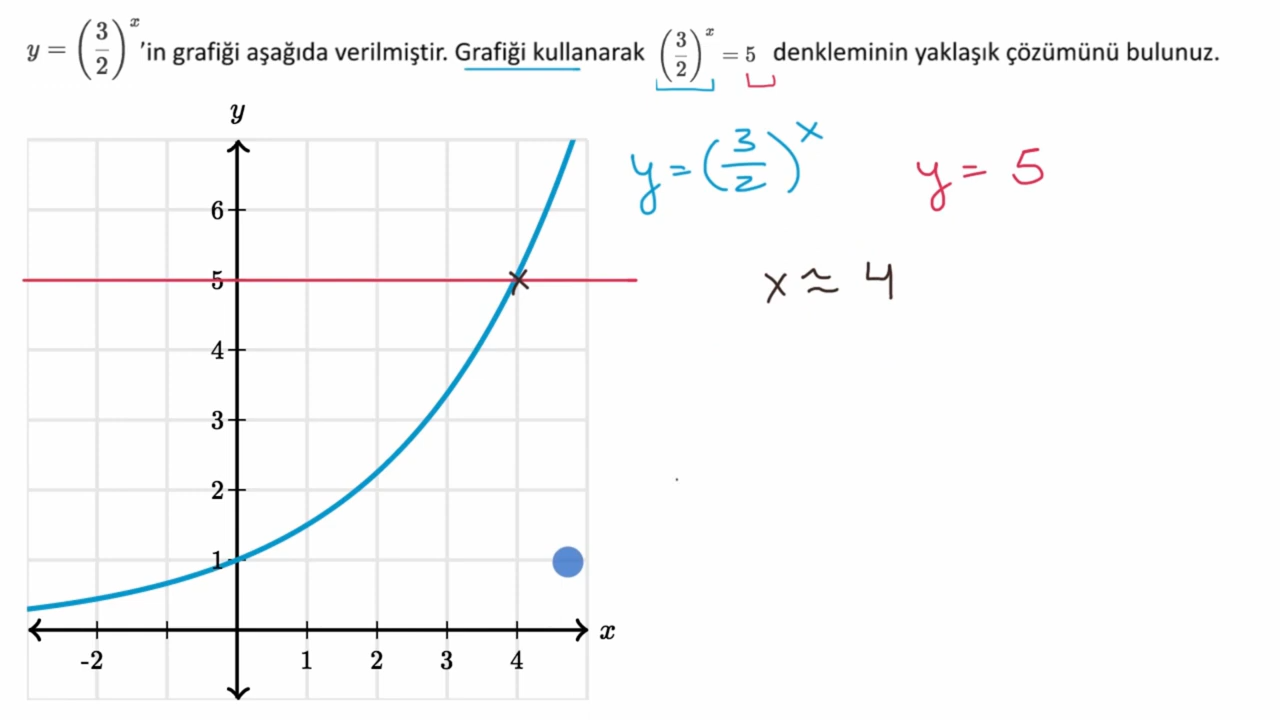 y = (3/2)^x 'in grafiği aşağıda verilmiştir. Grafiği kullanarak (3/2)^x = 5 denkleminin yaklaşık çözümünü bulunuz.
y
y = (3/2)^x
y = 5
6
5
x ≈ 4
4
3
2
1
x
-2 1 2 3 4